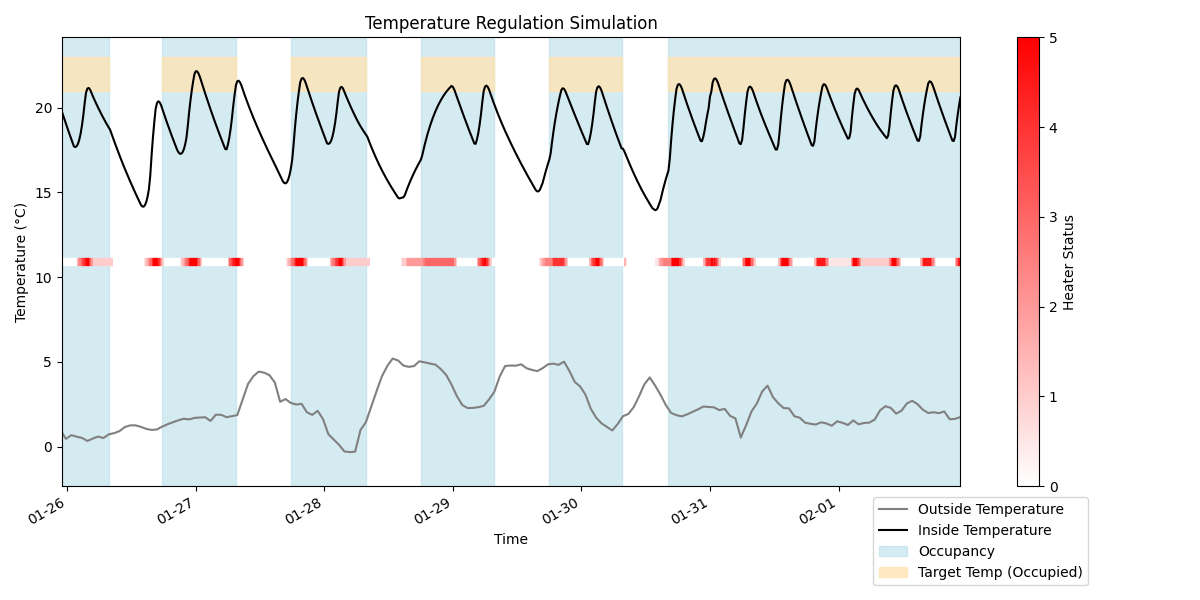 Temperature Regulation Simulation
Temperature (°C)
20
15
10
5
0
01-26
01-27
01-28
01-29
01-30
01-31
02-01
Time
5
4
3
2
1
0
Heater Status
Outside Temperature
Inside Temperature
Occupancy
Target Temp (Occupied)